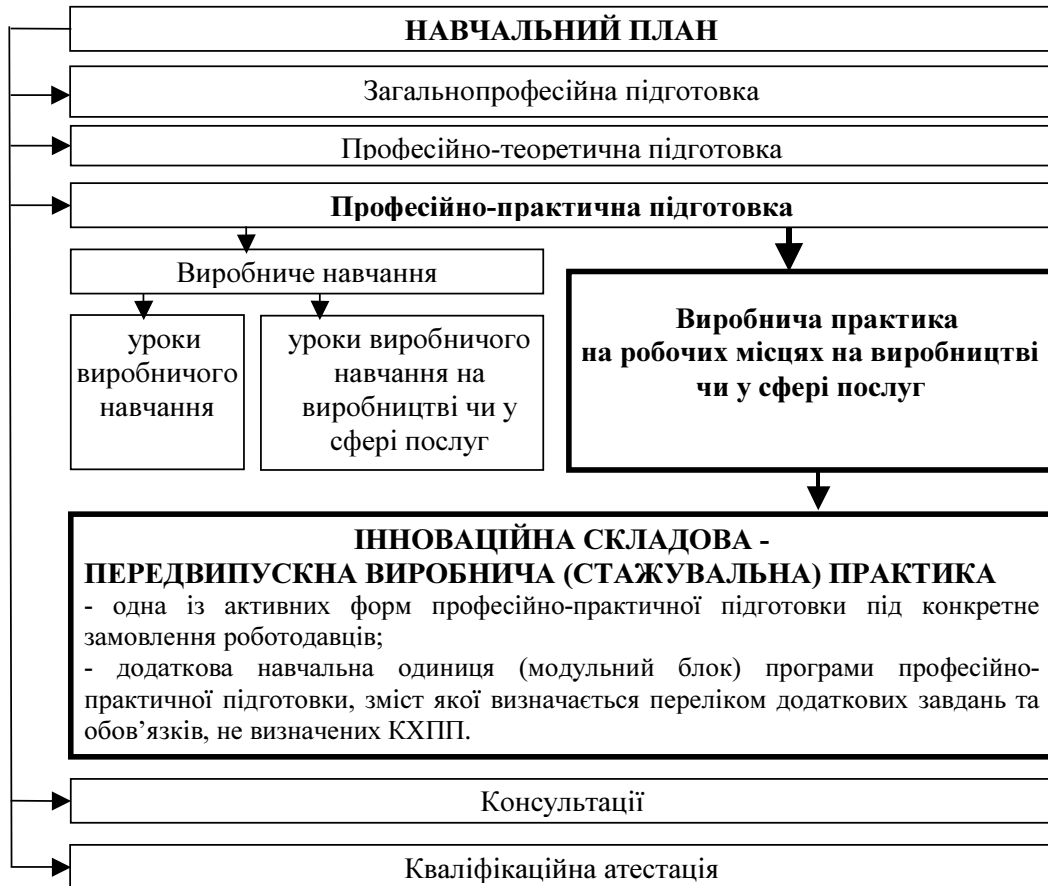 НАВЧАЛЬНИЙ ПЛАН
Загальнопрофесійна підготовка
Професійно-теоретична підготовка
Професійно-практична підготовка
Виробниче навчання
уроки
виробничого
навчання
уроки виробничого
навчання на
виробництві чи у
сфері послуг
Виробнича практика
на робочих місцях на виробництві
чи у сфері послуг
ІННОВАЦІЙНА СКЛАДОВА -
ПЕРЕДВИПУСКНА ВИРОБНИЧА (СТАЖУВАЛЬНА) ПРАКТИКА
- одна із активних форм професійно-практичної підготовки під конкретне
замовлення роботодавців;
- додаткова навчальна одиниця (модульний блок) програми професійно-
практичної підготовки, зміст якої визначається переліком додаткових завдань та
обов’язків, не визначених КХПП.
Консультації
Кваліфікаційна атестація